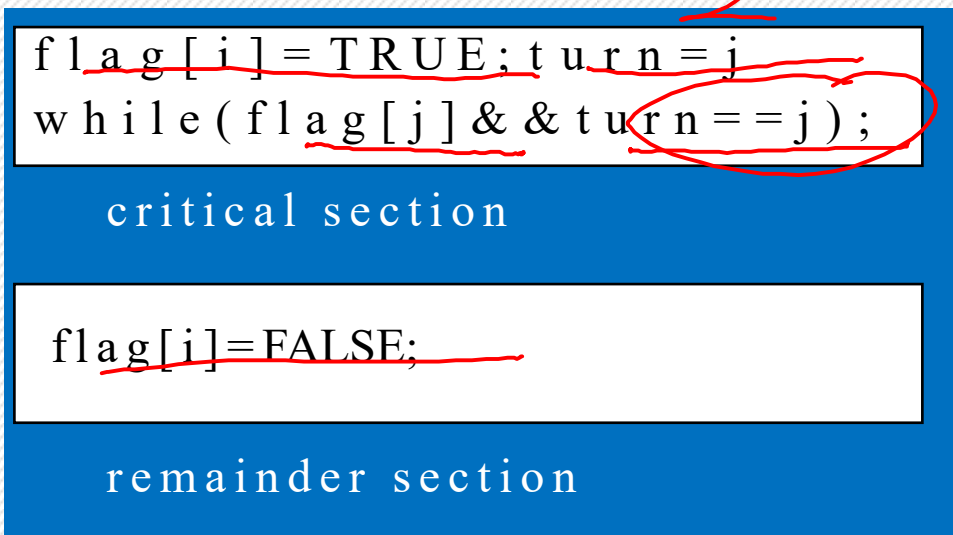 flag[i]=TRUE;turn=j
while(flag[j]&&turn==j);
critical section
flag[i]=FALSE;
remainder section